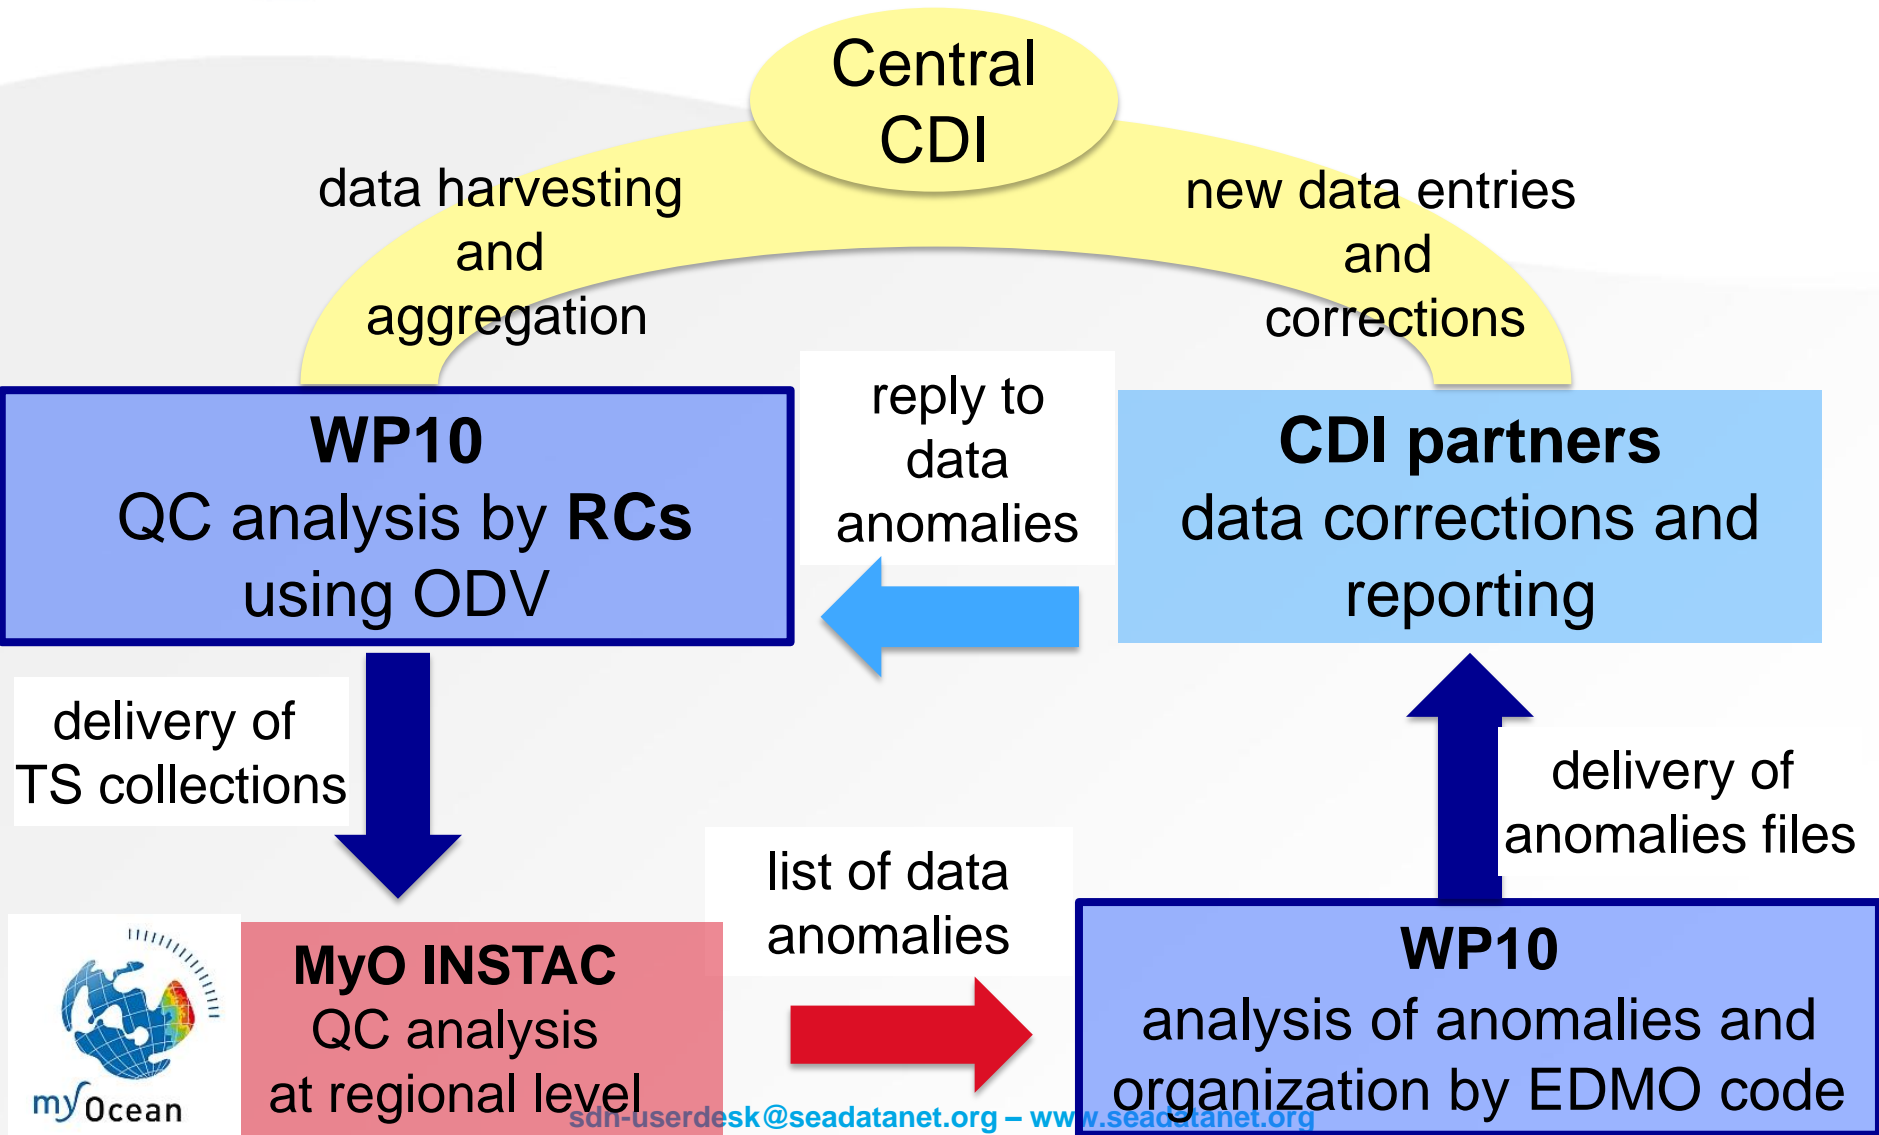 Central
CDI
data harvesting
and
aggregation
new data entries
and
corrections
WP10
QC analysis by RCs
using ODV
reply to
data
anomalies
CDI partners
data corrections and
reporting
delivery of
TS collections
delivery of
anomalies files
list of data
anomalies
myOcean
MyO INSTAC
QC analysis
at regional level
WP10
analysis of anomalies and
organization by EDMO code
sdn-userdesk@seadatanet.org – www.seadatanet.org